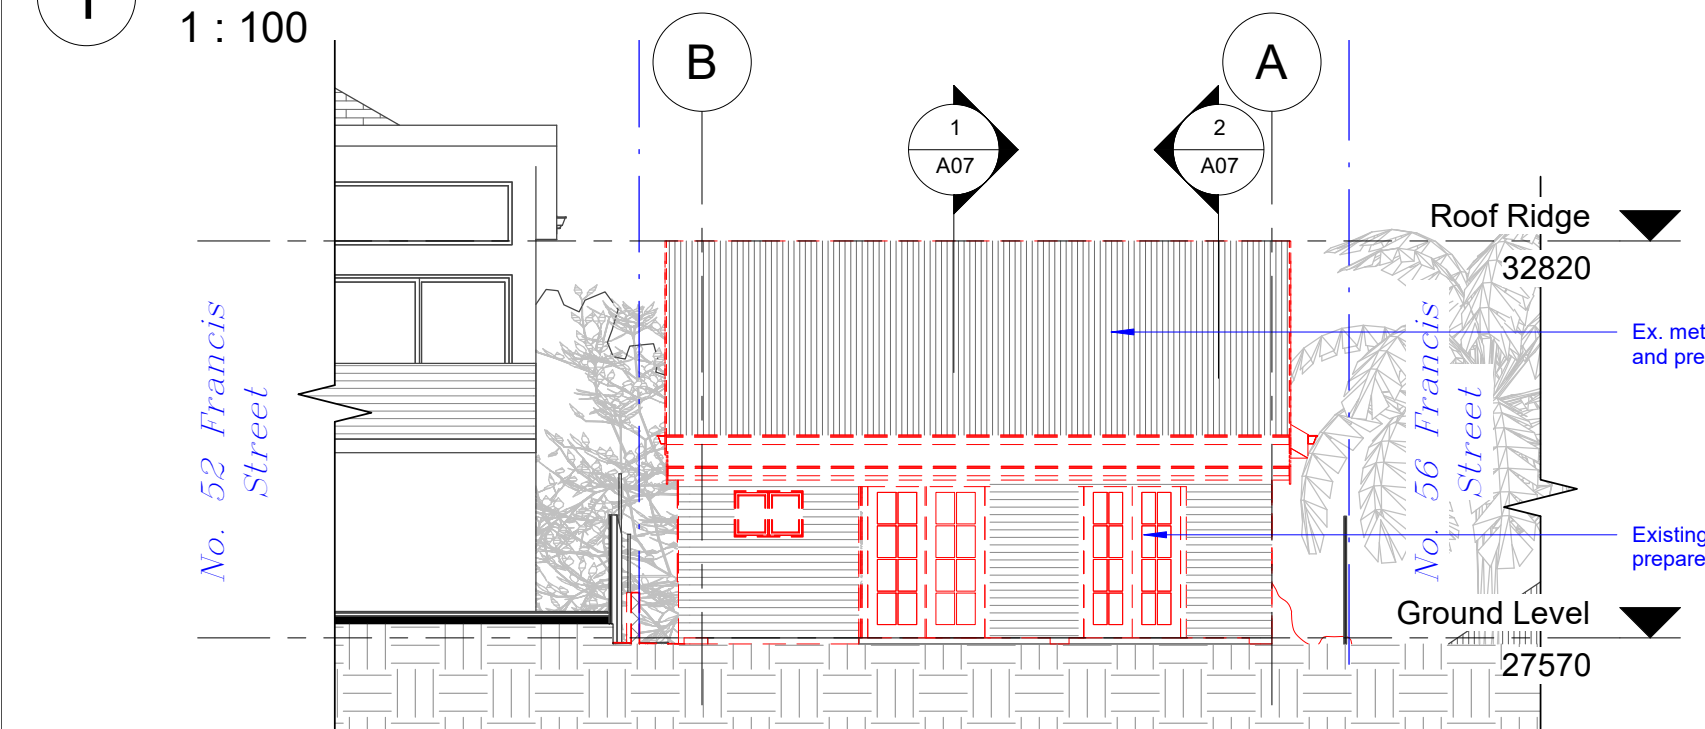 1
1 : 100
B
A
1
A07
2
A07
Roof Ridge
32820
No. 52 Francis
Street
No. 56 Francis
Street
Ex. met
and pre
Existing
prepare
Ground Level
27570